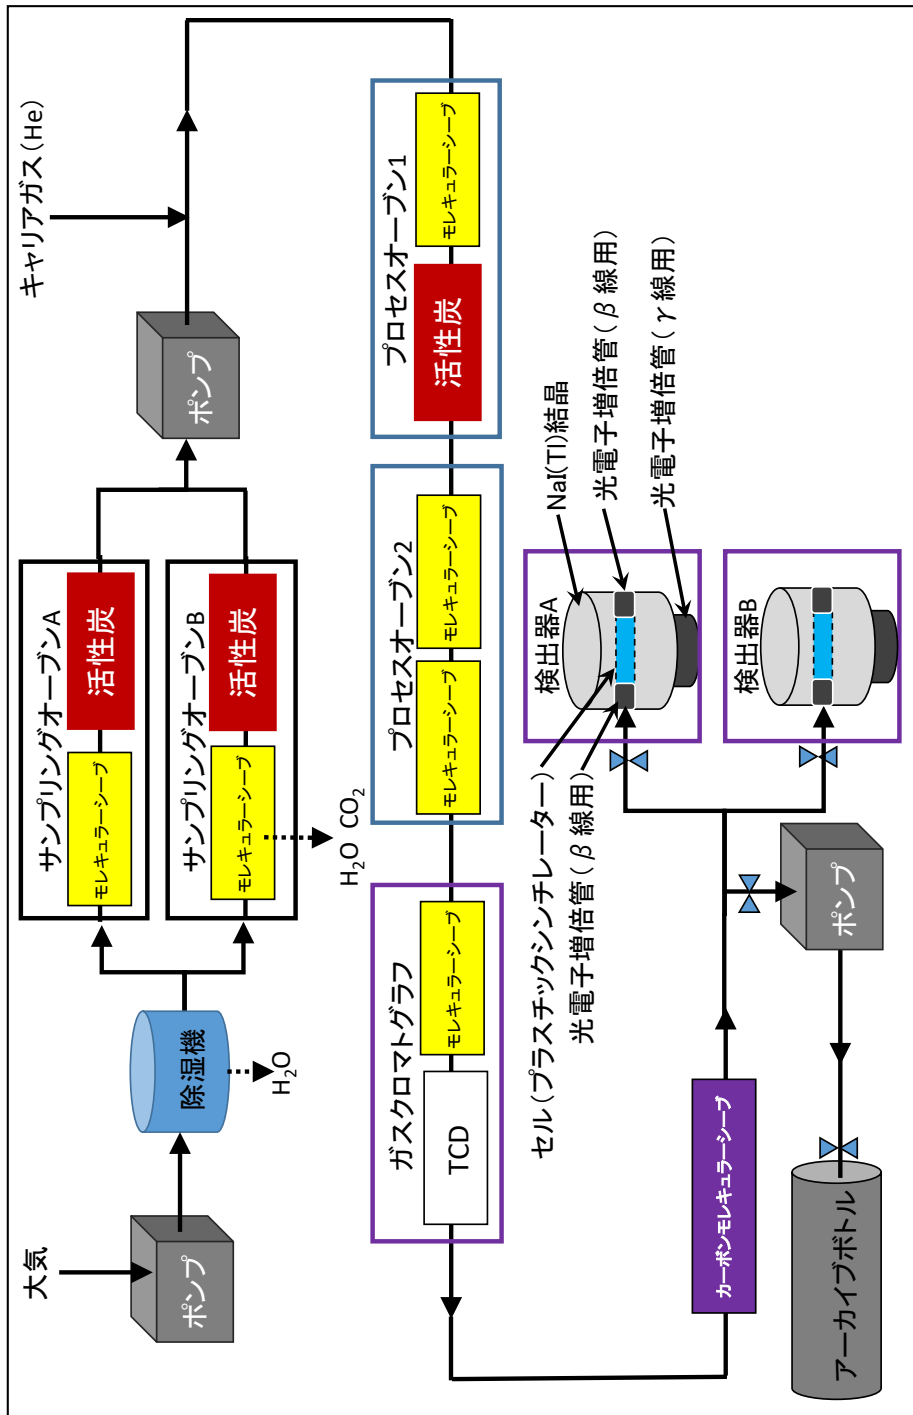 大気
ポンプ
除湿機
H₂O
サンプリングオーブンA
モレキュラーシーブ
活性炭
サンプリングオーブンB
モレキュラーシーブ
活性炭
H₂O CO₂
ポンプ
キャリアガス(He)
プロセスオーブン1
モレキュラーシーブ
活性炭
プロセスオーブン2
モレキュラーシーブ
モレキュラーシーブ
ガスクロマトグラフ
モレキュラーシーブ
TCD
カーボンモレキュラーシーブ
セル(プラスチックシンチレーター)
光電子増倍管(β線用)
検出器A
NaI(Tl)結晶
光電子増倍管(β線用)
光電子増倍管(γ線用)
検出器B
ポンプ
アーカイブボトル